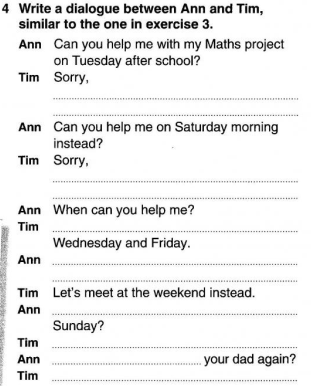 4 Write a dialogue between Ann and Tim,
similar to the one in exercise 3.
Ann Can you help me with my Maths project
on Tuesday after school?
Tim Sorry,
Ann Can you help me on Saturday morning
instead?
Tim Sorry,
Ann When can you help me?
Tim
Wednesday and Friday.
Ann
Tim Let's meet at the weekend instead.
Ann
Sunday?
Tim
Ann your dad again?
Tim